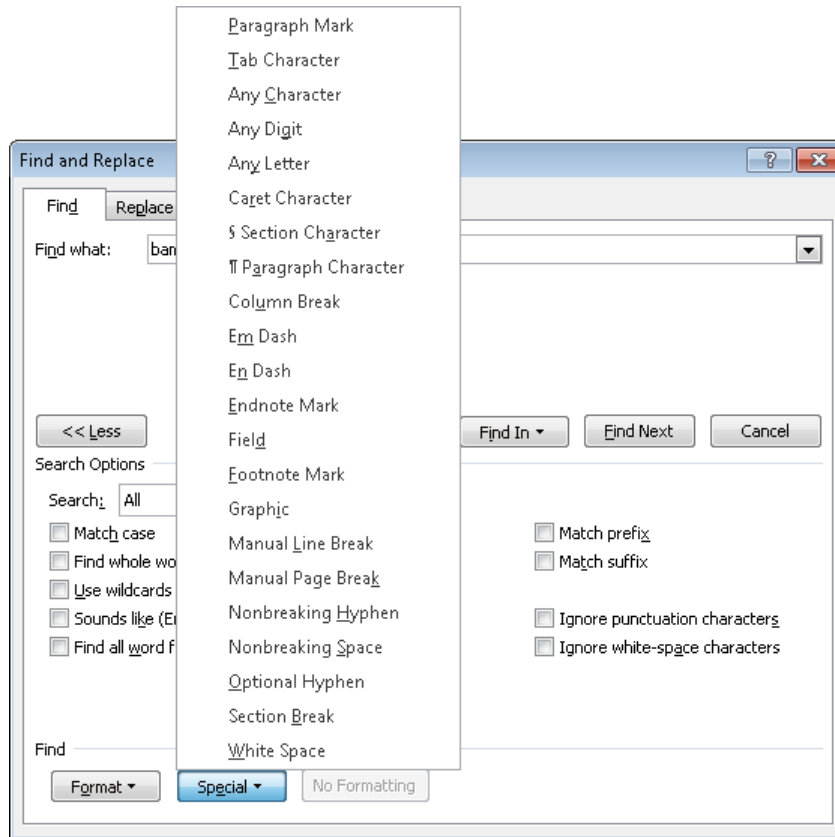 Paragraph Mark
Tab Character
Any Character
Any Digit
Any Letter
Caret Character
§ Section Character
¶ Paragraph Character
Column Break
Em Dash
En Dash
Endnote Mark
Field
Footnote Mark
Graphic
Manual Line Break
Manual Page Break
Nonbreaking Hyphen
Nonbreaking Space
Optional Hyphen
Section Break
White Space
Find and Replace
Find Replace
Find what: ban
<< Less Find In Find Next Cancel
Search Options
Search: All
Match case Match prefix
Find whole wo Match suffix
Use wildcards
Sounds like (E Ignore punctuation characters
Find all word f Ignore white-space characters
Find
Format Special No Formatting